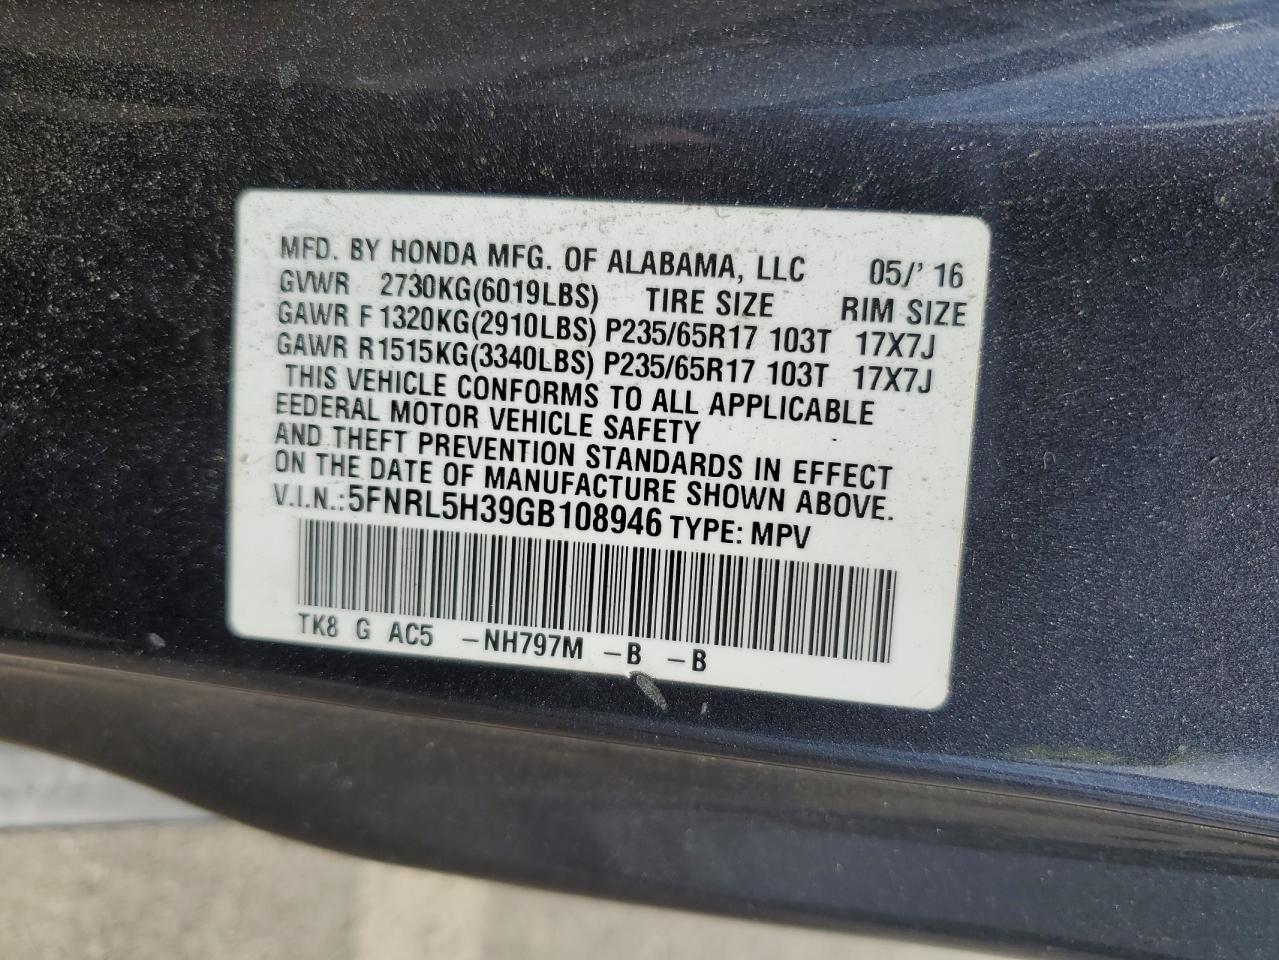 MFD. BY HONDA MFG. OF ALABAMA, LLC 05/' 16
GVWR 2730KG(6019LBS) TIRE SIZE RIM SIZE
GAWR F 1320KG(2910LBS) P235/65R17 103T 17X7J
GAWR R1515KG(3340LBS) P235/65R17 103T 17X7J
THIS VEHICLE CONFORMS TO ALL APPLICABLE
FEDERAL MOTOR VEHICLE SAFETY
AND THEFT PREVENTION STANDARDS IN EFFECT
ON THE DATE OF MANUFACTURE SHOWN ABOVE.
V.I.N.:5FNRL5H39GB108946 TYPE: MPV
TK8 G AC5 -NH797M -B -B